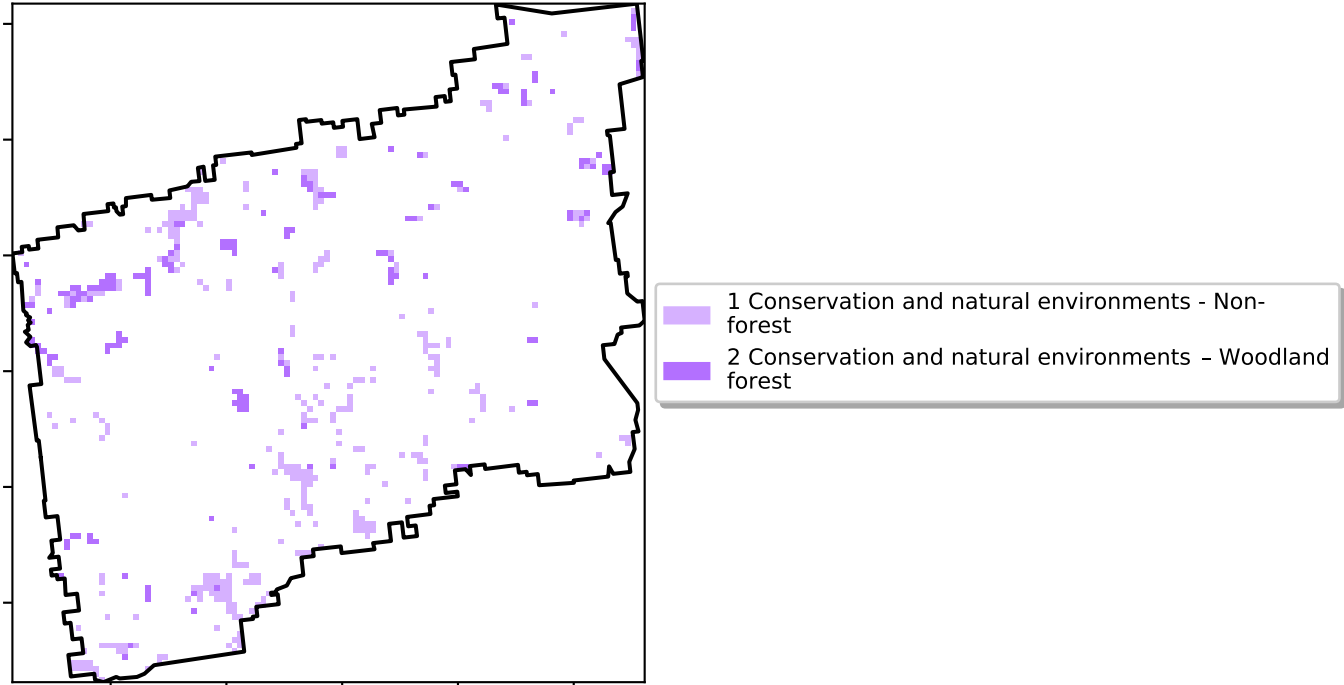 1 Conservation and natural environments - Non-
forest
2 Conservation and natural environments – Woodland
forest